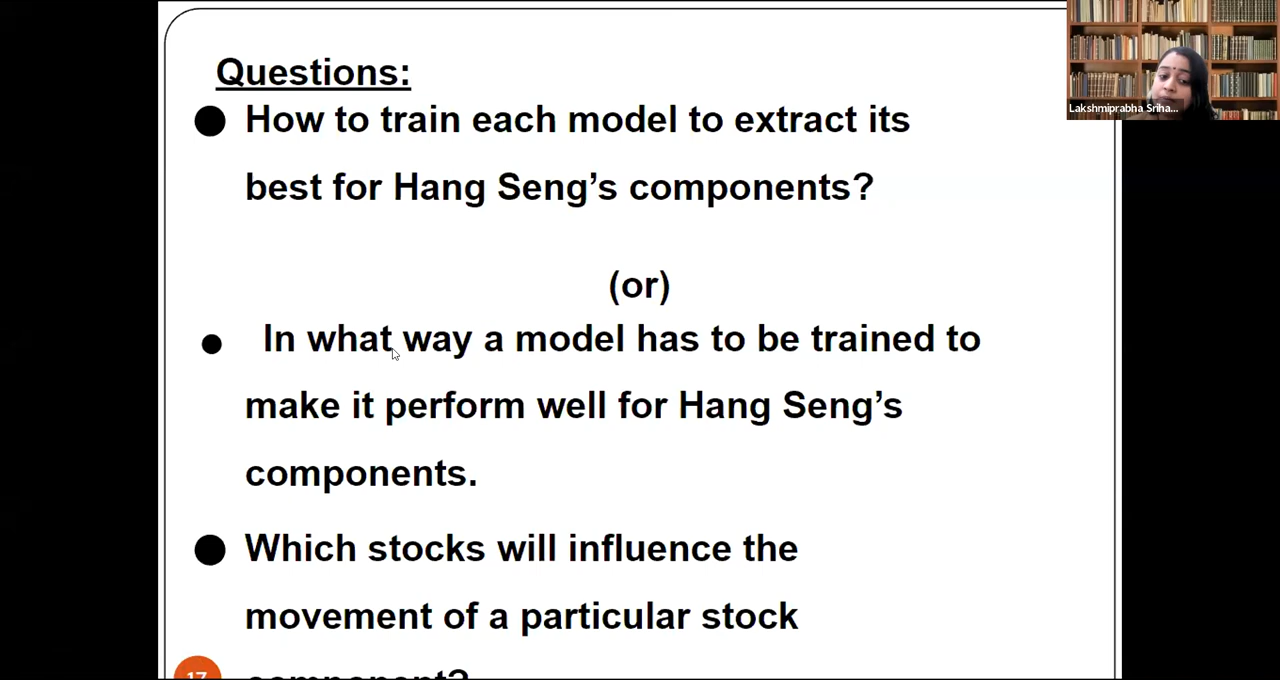 Questions:
● How to train each model to extract its
best for Hang Seng’s components?
(or)
● In what way a model has to be trained to
make it perform well for Hang Seng’s
components.
● Which stocks will influence the
movement of a particular stock
component?
17
Lakshmiprabha Sriha...